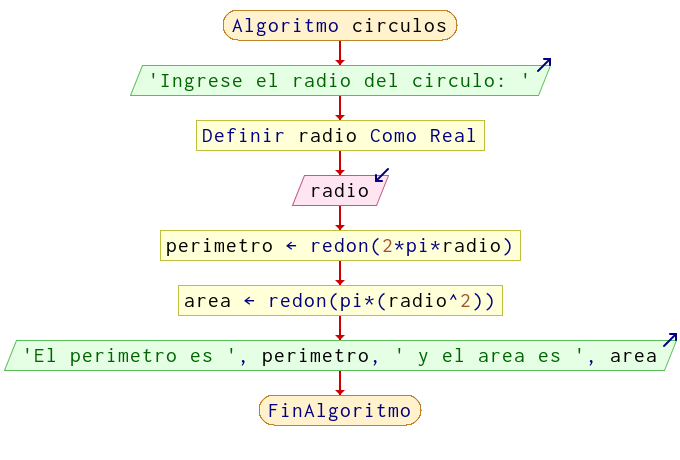 Algoritmo circulos
'Ingrese el radio del circulo: '
Definir radio Como Real
radio
perimetro ← redon(2*pi*radio)
area ← redon(pi*(radio^2))
'El perimetro es ', perimetro, ' y el area es ', area
FinAlgoritmo